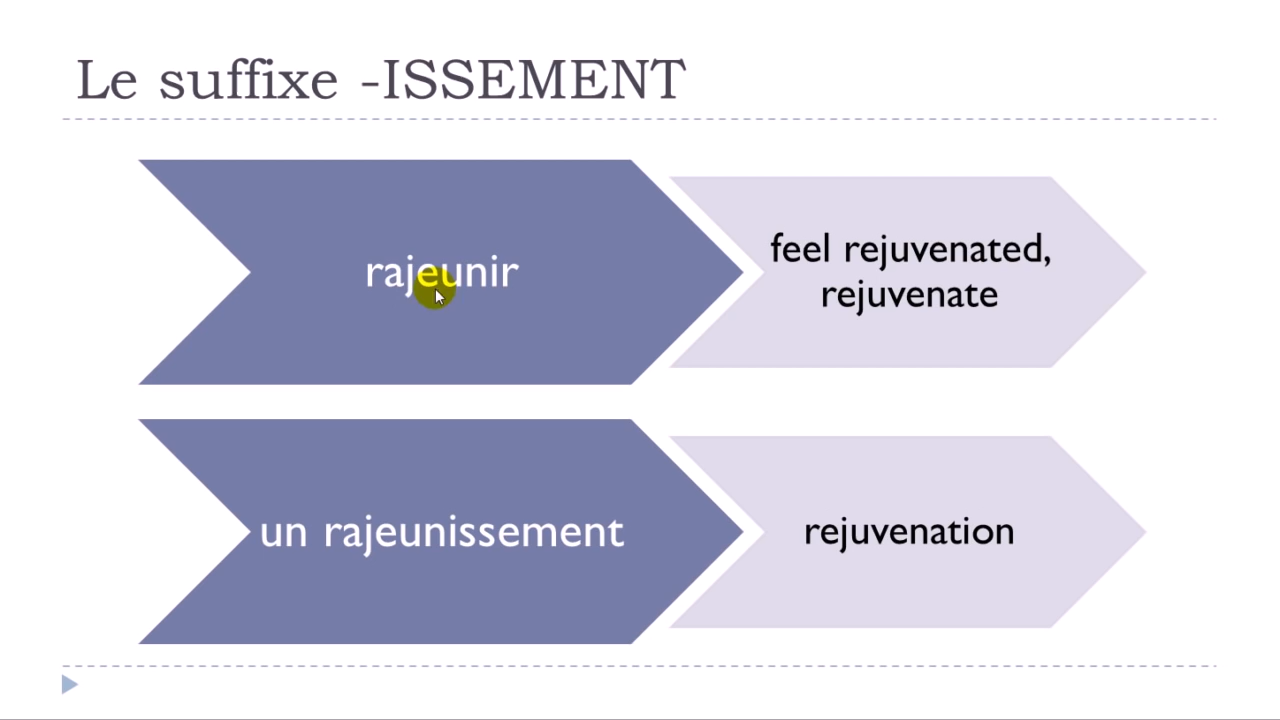 Le suffixe -ISSEMENT
rajeunir
feel rejuvenated,
rejuvenate
un rajeunissement
rejuvenation